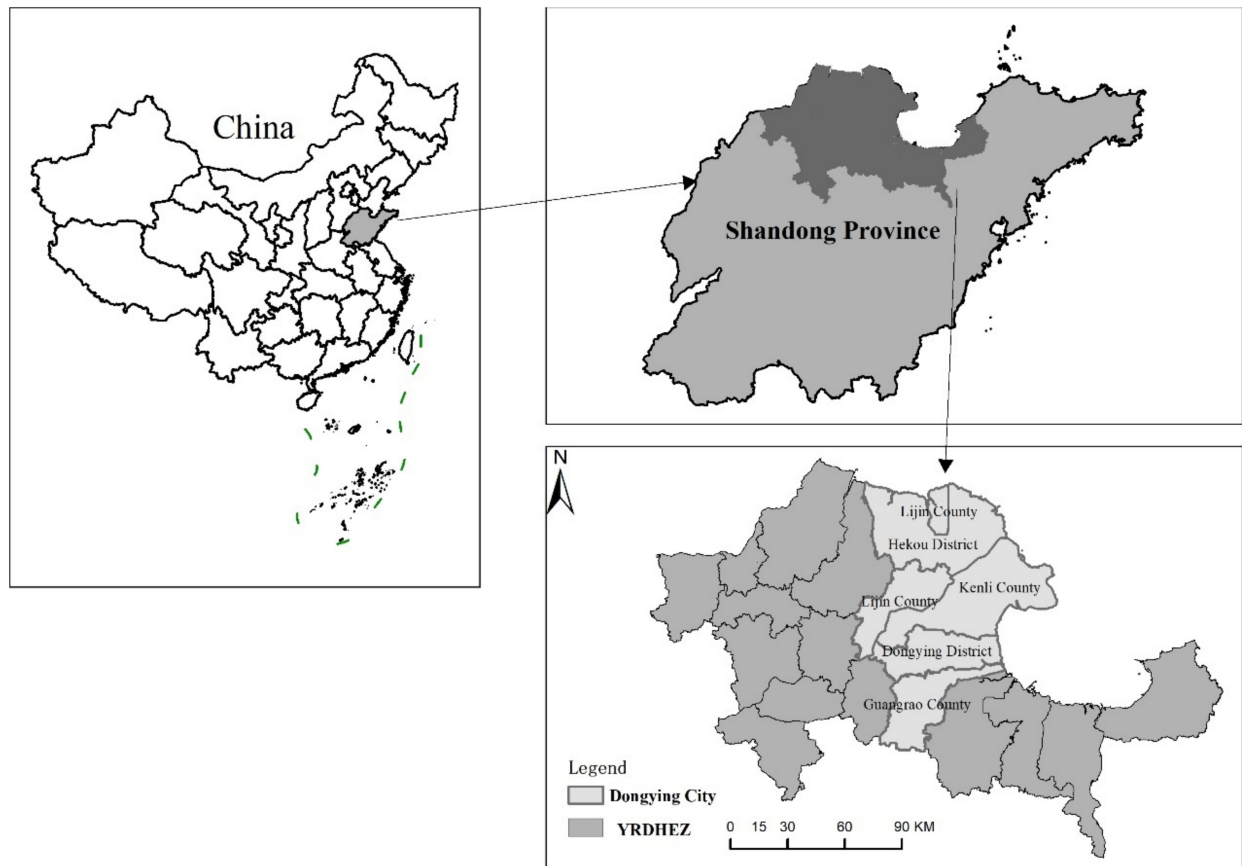 China
Shandong Province
N
Lijin County
Hekou District
Kenli County
Lijin County
Dongying District
Guangrao County
Legend
Dongying City
YRDHEZ
0 15 30 60 90 KM